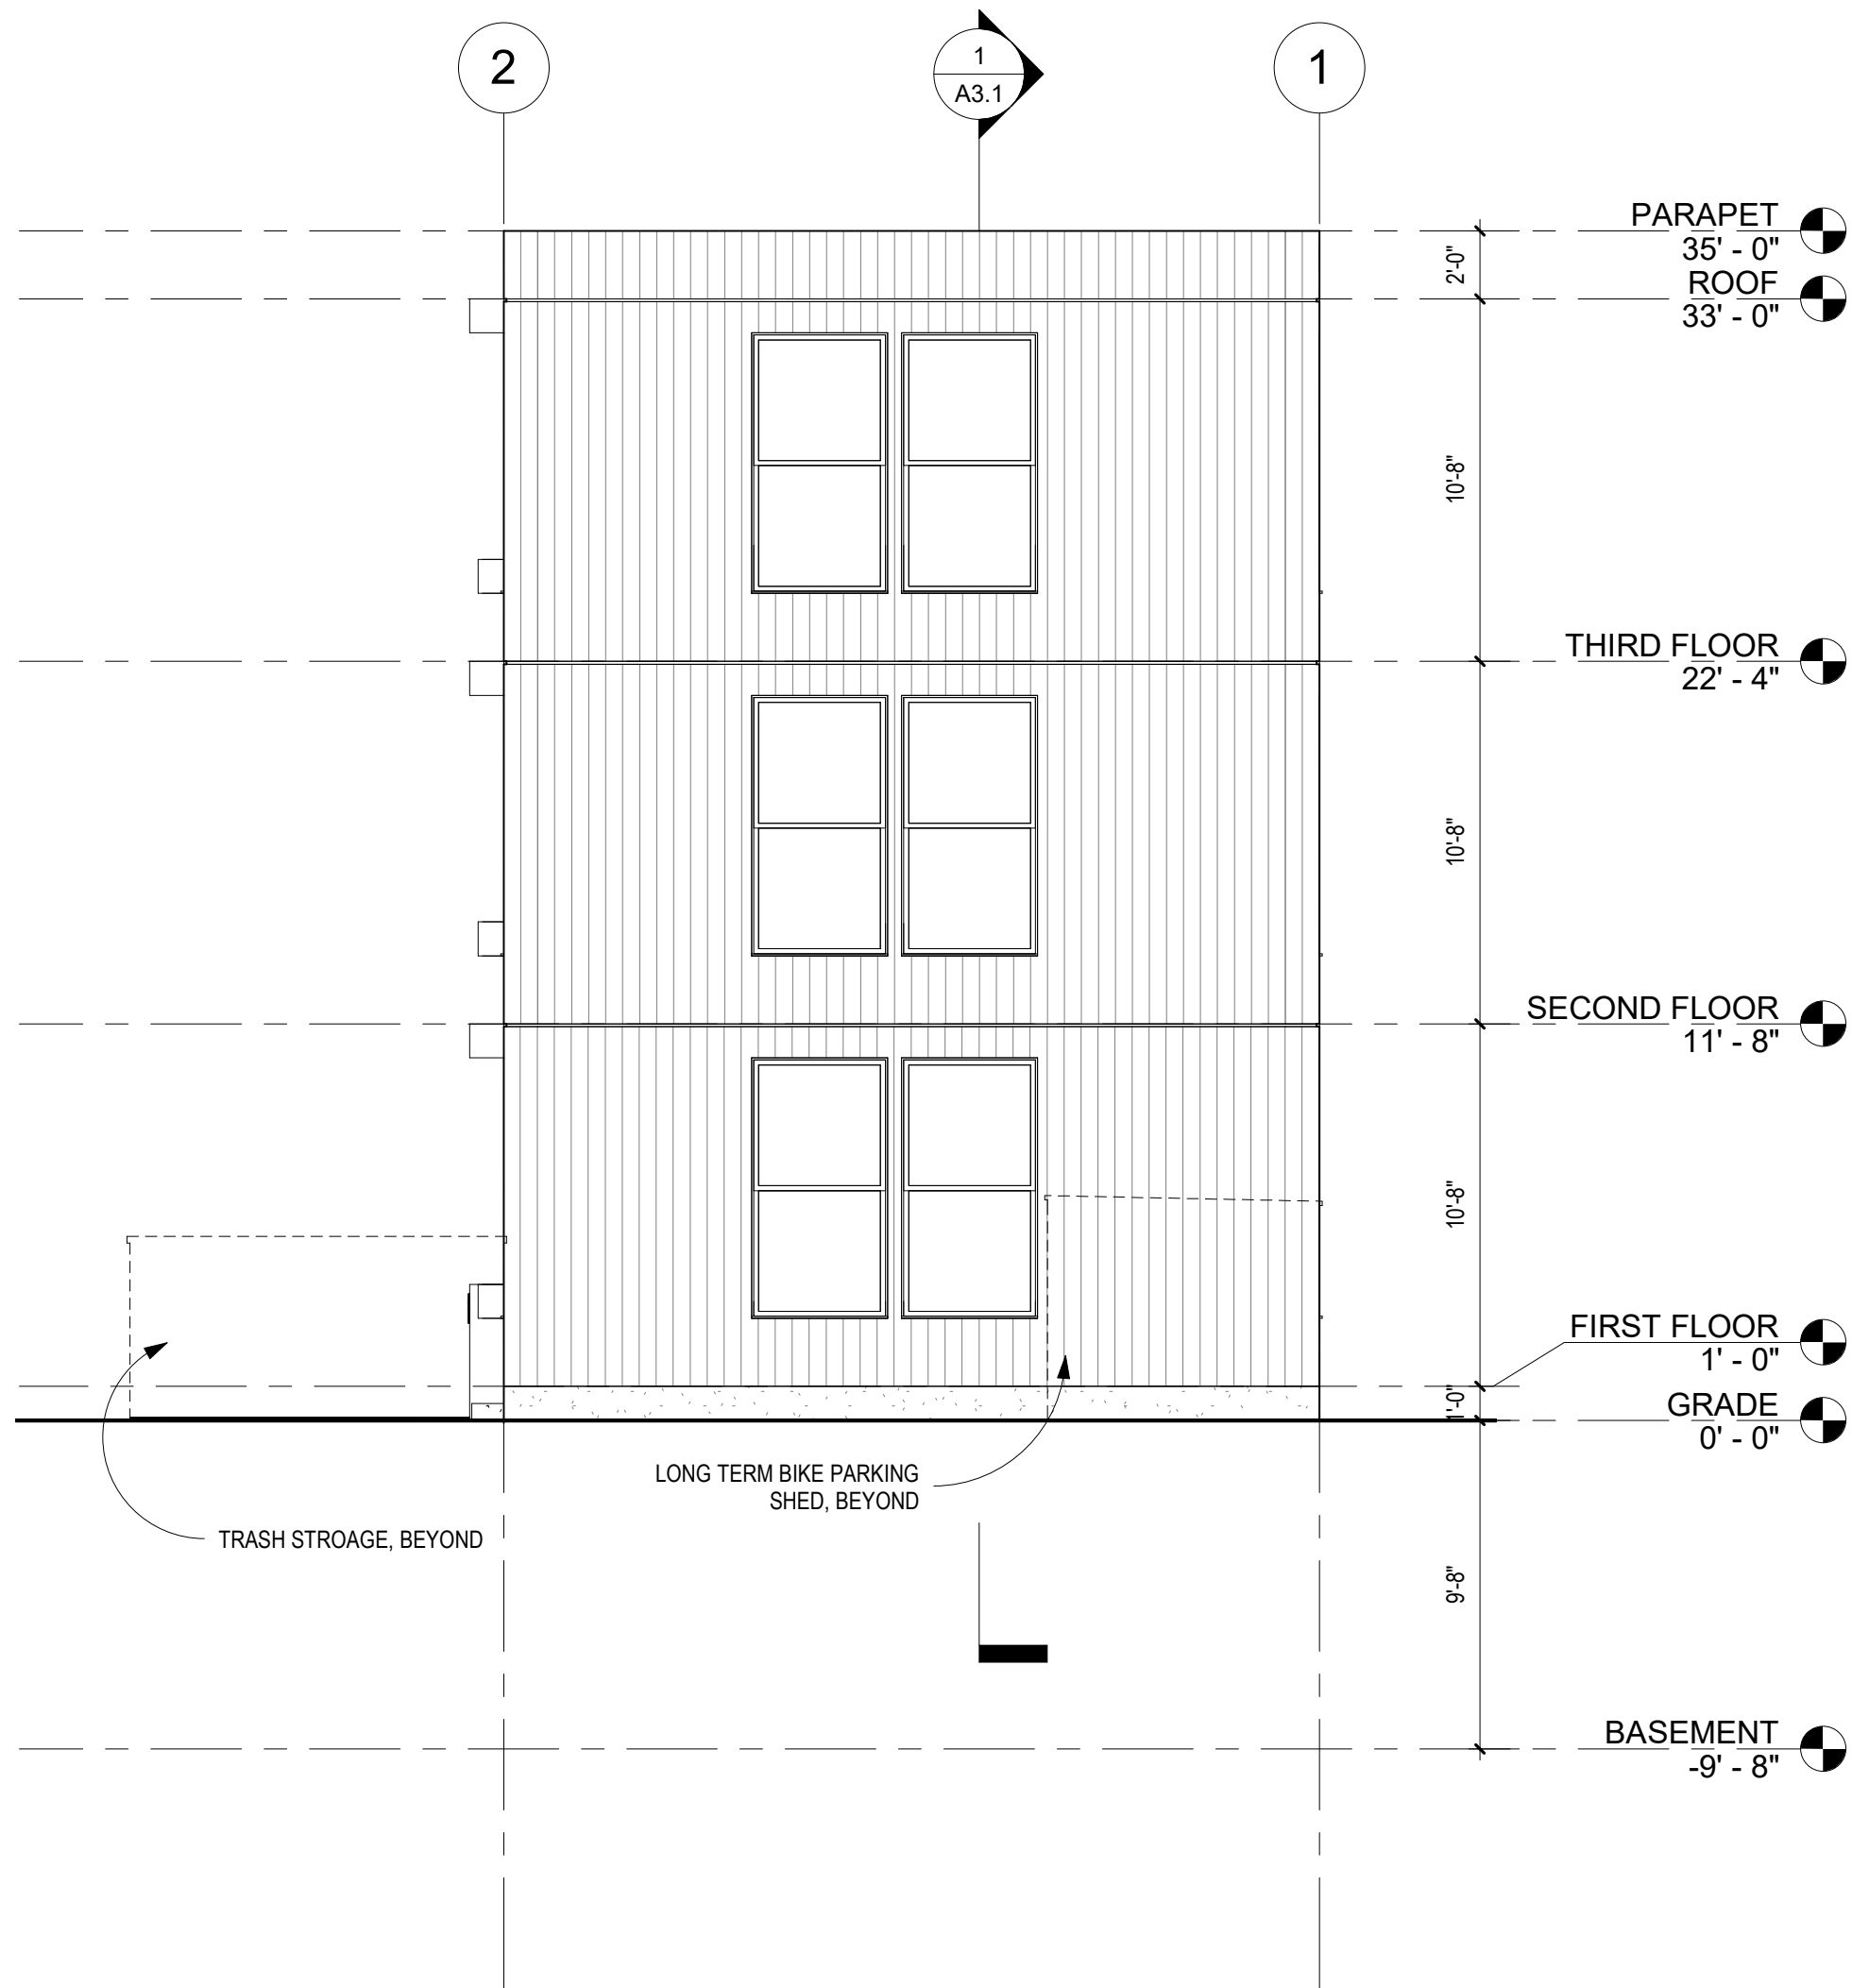 2
1
A3.1
1
PARAPET
35' - 0"
2'-0"
ROOF
33' - 0"
10'-8"
THIRD FLOOR
22' - 4"
10'-8"
SECOND FLOOR
11' - 8"
10'-8"
FIRST FLOOR
1' - 0"
1'-0"
GRADE
0' - 0"
LONG TERM BIKE PARKING
SHED, BEYOND
TRASH STROAGE, BEYOND
9'-8"
BASEMENT
-9' - 8"